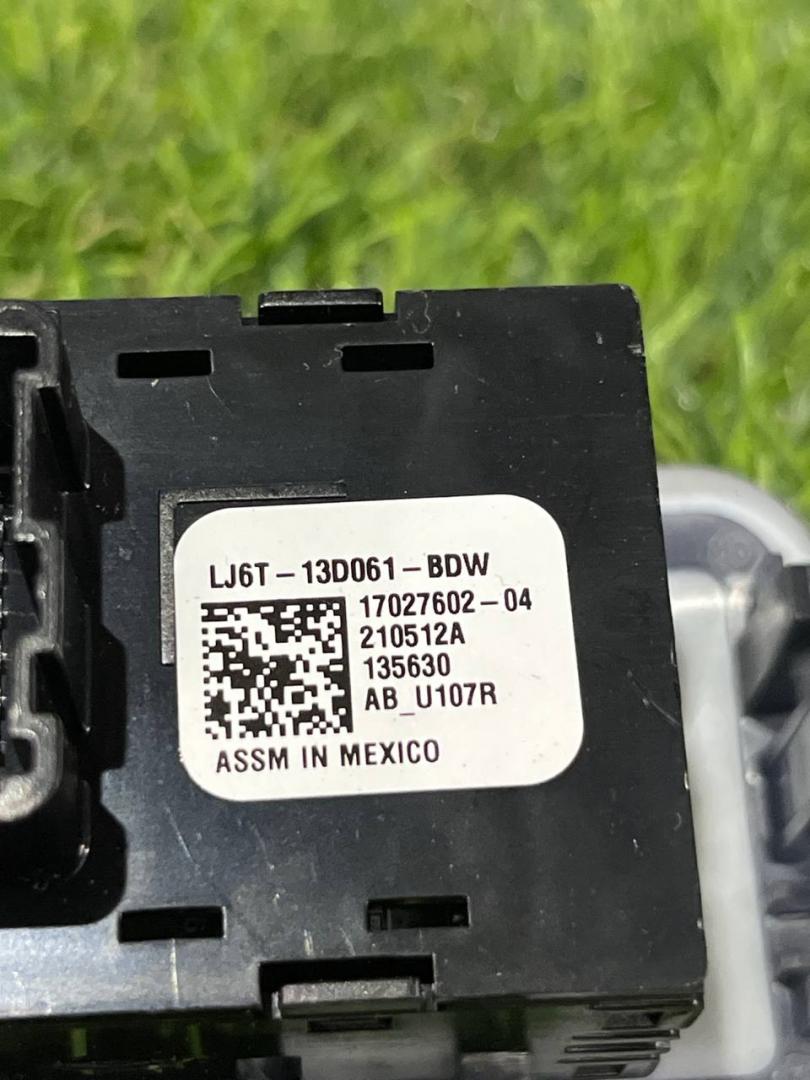 LJ6T-13D061-BDW
17027602-04
210512A
135630
AB_U107R
ASSM IN MEXICO